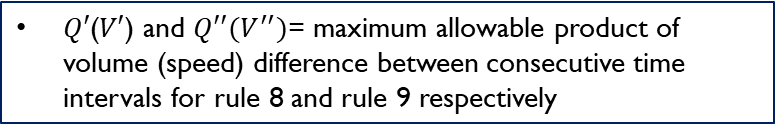 • Q′(V′) and Q′′(V′′)= maximum allowable product of
volume (speed) difference between consecutive time
intervals for rule 8 and rule 9 respectively